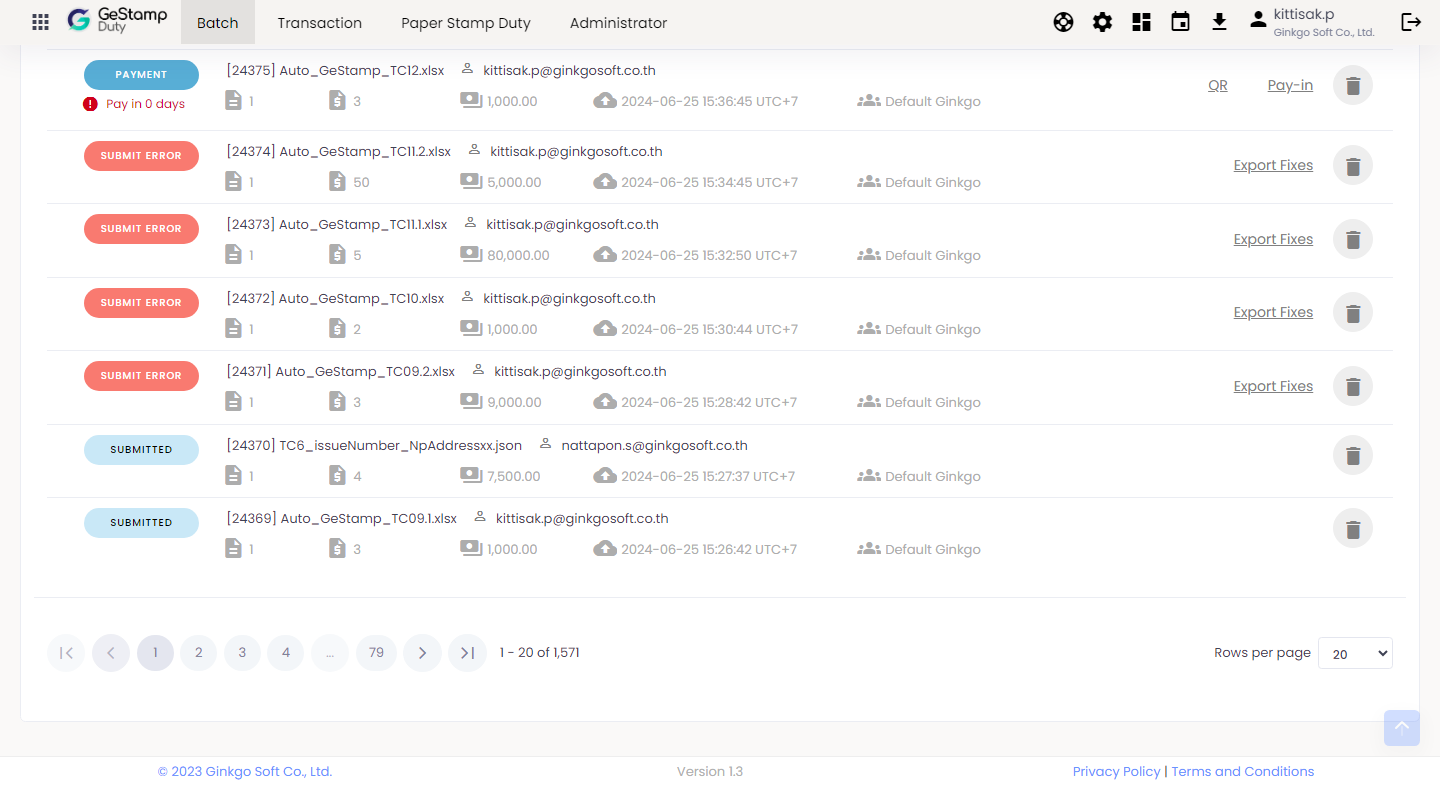 GeStamp
Duty
Batch
Transaction
Paper Stamp Duty
Administrator
kittisak.p
Ginkgo Soft Co., Ltd.
PAYMENT
[24375] Auto_GeStamp_TC12.xlsx kittisak.p@ginkgosoft.co.th
Pay in 0 days
1 3 1,000.00 2024-06-25 15:36:45 UTC+7 Default Ginkgo
QR Pay-in
SUBMIT ERROR
[24374] Auto_GeStamp_TC11.2.xlsx kittisak.p@ginkgosoft.co.th
1 50 5,000.00 2024-06-25 15:34:45 UTC+7 Default Ginkgo
Export Fixes
SUBMIT ERROR
[24373] Auto_GeStamp_TC11.1.xlsx kittisak.p@ginkgosoft.co.th
1 5 80,000.00 2024-06-25 15:32:50 UTC+7 Default Ginkgo
Export Fixes
SUBMIT ERROR
[24372] Auto_GeStamp_TC10.xlsx kittisak.p@ginkgosoft.co.th
1 2 1,000.00 2024-06-25 15:30:44 UTC+7 Default Ginkgo
Export Fixes
SUBMIT ERROR
[24371] Auto_GeStamp_TC09.2.xlsx kittisak.p@ginkgosoft.co.th
1 3 9,000.00 2024-06-25 15:28:42 UTC+7 Default Ginkgo
Export Fixes
SUBMITTED
[24370] TC6_issueNumber_NpAddressxx.json nattapon.s@ginkgosoft.co.th
1 4 7,500.00 2024-06-25 15:27:37 UTC+7 Default Ginkgo
SUBMITTED
[24369] Auto_GeStamp_TC09.1.xlsx kittisak.p@ginkgosoft.co.th
1 3 1,000.00 2024-06-25 15:26:42 UTC+7 Default Ginkgo
1 2 3 4 ... 79 1 - 20 of 1,571
Rows per page 20
© 2023 Ginkgo Soft Co., Ltd.
Version 1.3
Privacy Policy | Terms and Conditions